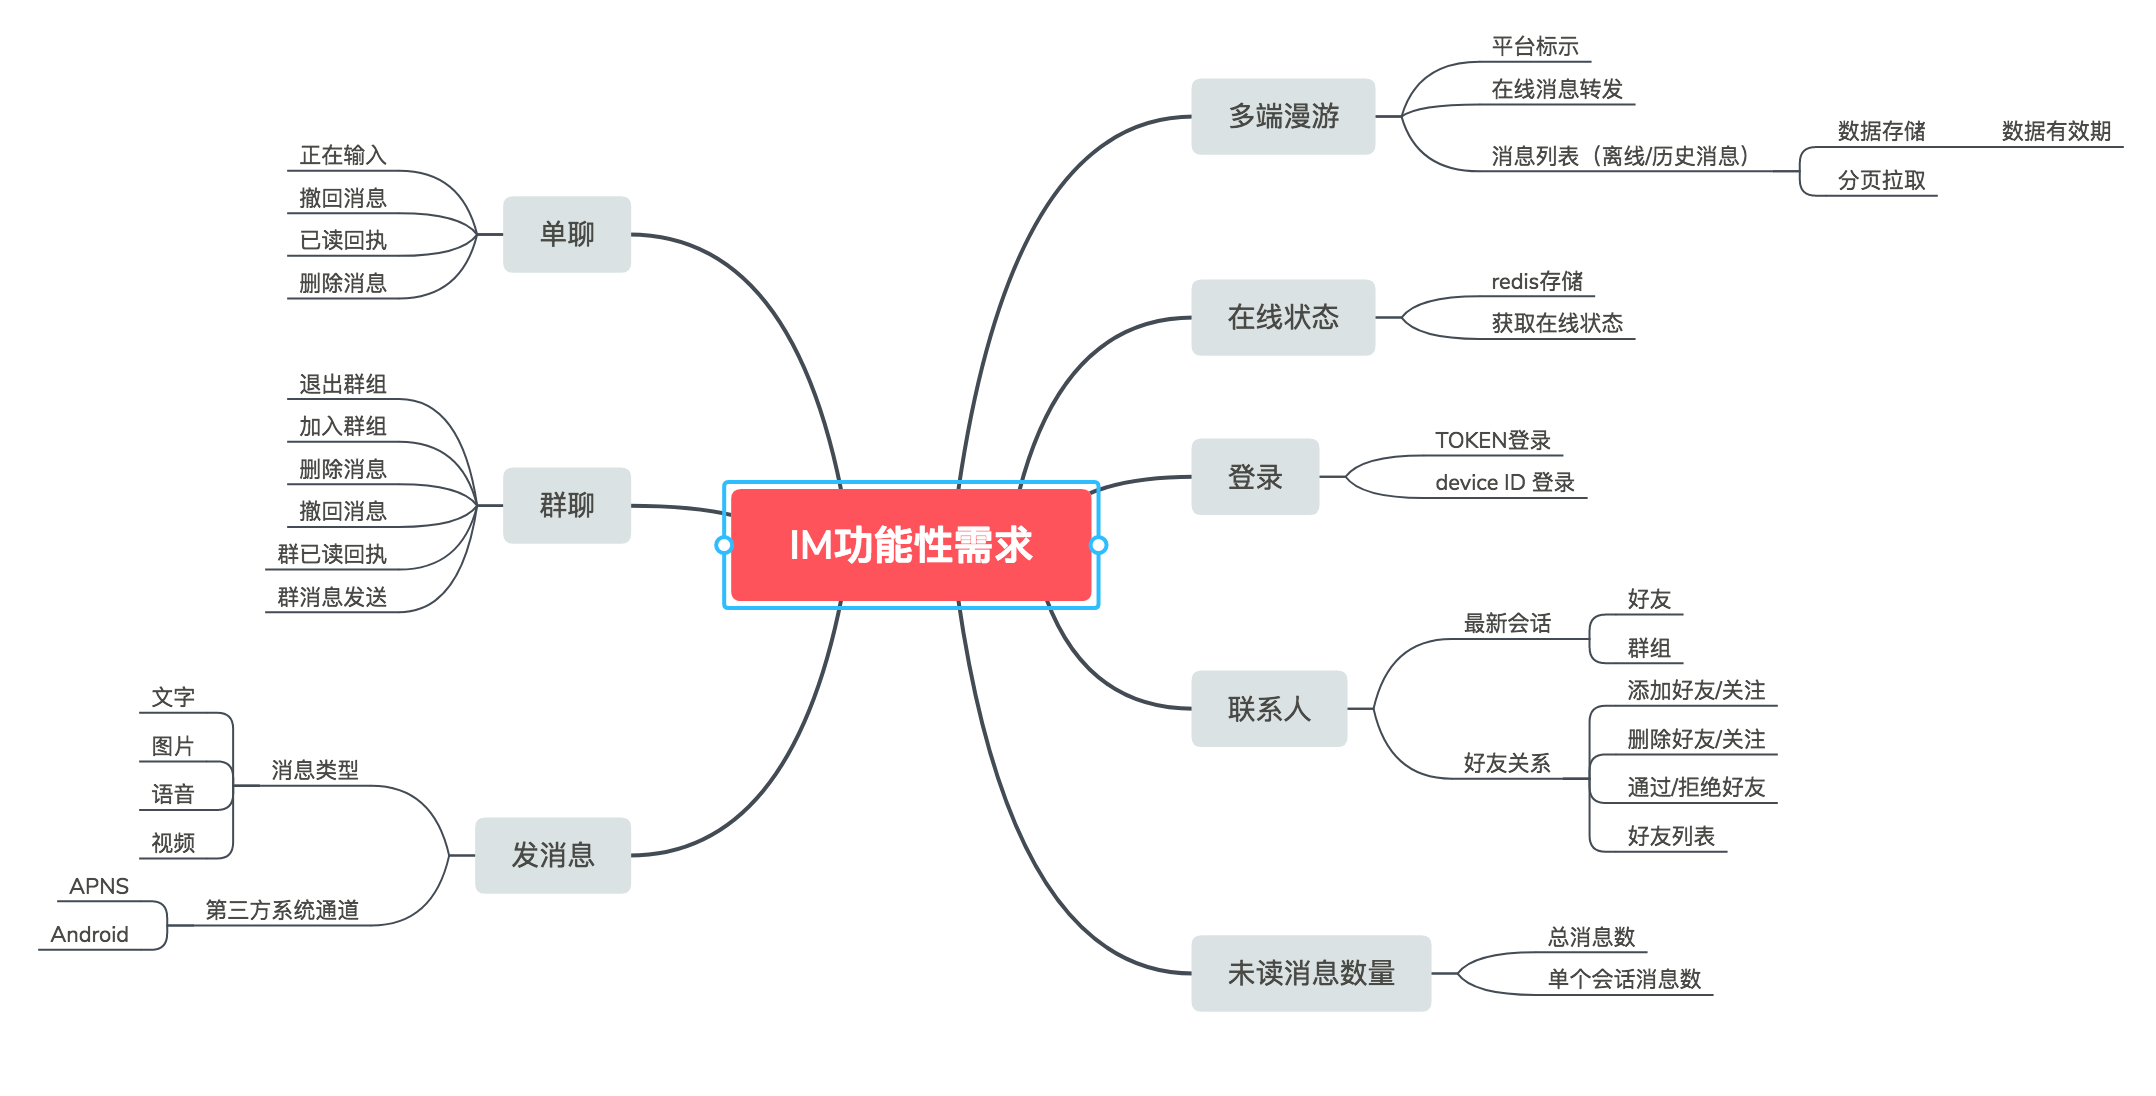 IM功能性需求
多端漫游
平台标示
在线消息转发
消息列表（离线/历史消息）
数据存储
数据有效期
分页拉取
在线状态
redis存储
获取在线状态
登录
TOKEN登录
device ID 登录
联系人
最新会话
好友
群组
好友关系
添加好友/关注
删除好友/关注
通过/拒绝好友
好友列表
未读消息数量
总消息数
单个会话消息数
单聊
正在输入
撤回消息
已读回执
删除消息
群聊
退出群组
加入群组
删除消息
撤回消息
群已读回执
群消息发送
发消息
消息类型
文字
图片
语音
视频
第三方系统通道
APNS
Android